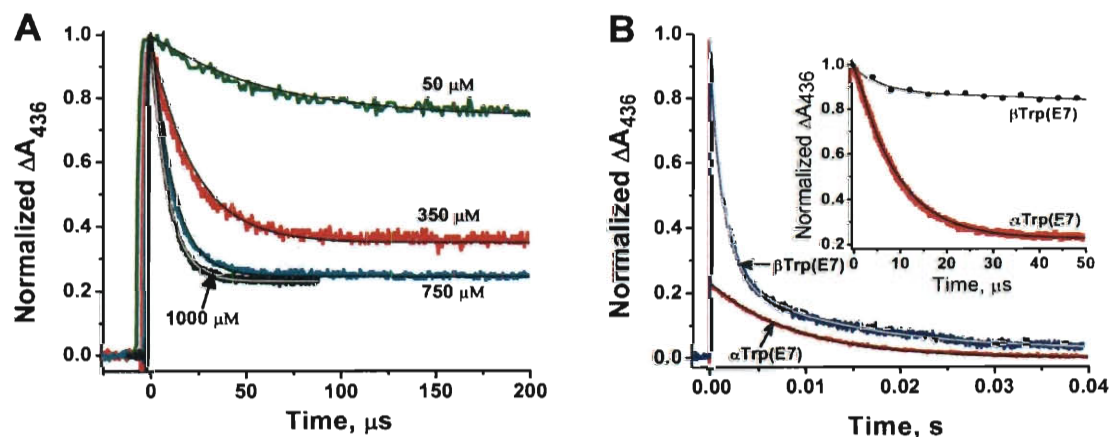 A
Normalized ΔA436
1.0
0.8
0.6
0.4
0.2
0.0
50 μM
350 μM
750 μM
1000 μM
0 50 100 150 200
Time, μs
B
Normalized ΔA436
1.0
0.8
0.6
0.4
0.2
0.0
βTrp(E7)
αTrp(E7)
0.00 0.01 0.02 0.03 0.04
Time, s
Normalized ΔA436
1.0
0.8
0.6
0.4
0.2
βTrp(E7)
αTrp(E7)
0 10 20 30 40 50
Time, μs